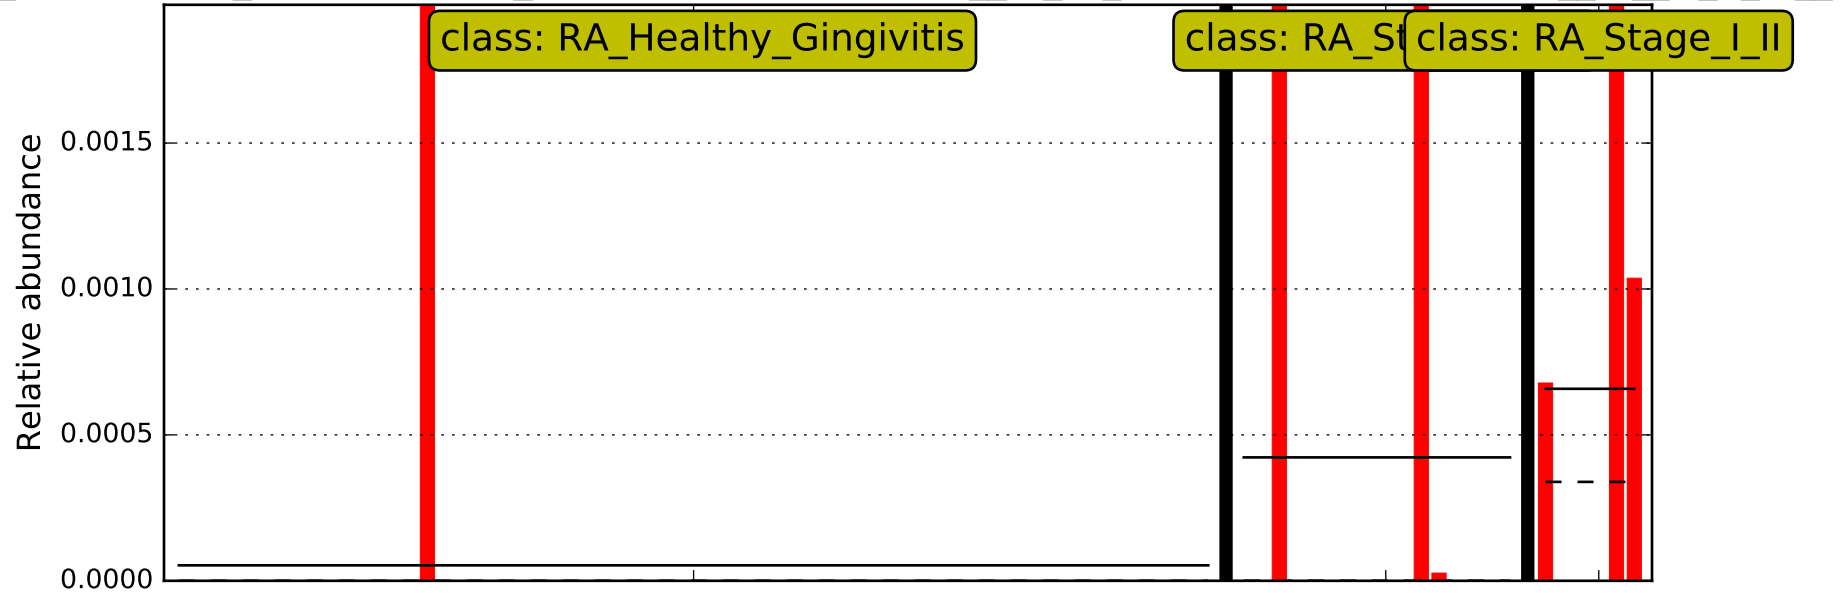 class: RA_Healthy_Gingivitis
class: RA_St
class: RA_Stage_I_II
Relative abundance
0.0015
0.0010
0.0005
0.0000